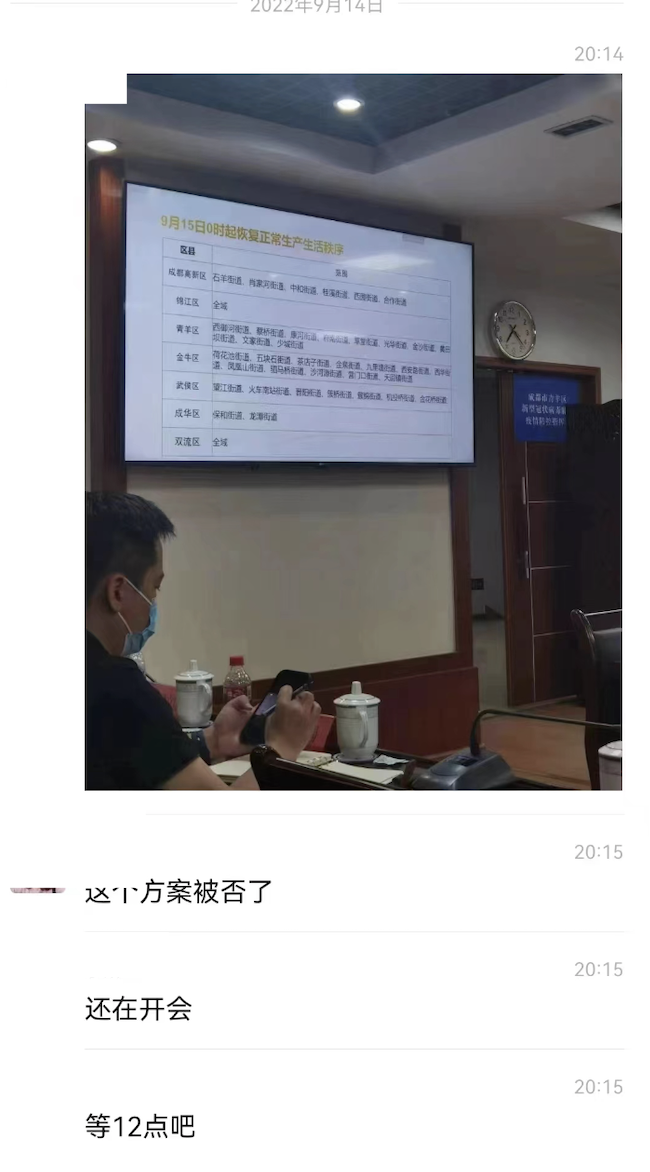 2022年9月14日
20:14
9月15日0时起恢复正常生产生活秩序
区县
范围
成都高新区
石羊街道、肖家河街道、中和街道、桂溪街道、西园街道、合作街道
锦江区
全域
青羊区
西御河街道、草桥街道、康河街道、府南街道、草堂街道、光华街道、金沙街道、黄田
坝街道、文家街道、少城街道
金牛区
荷花池街道、五块石街道、茶店子街道、金泉街道、九里堤街道、西安路街道、西华街
道、凤凰山街道、驷马桥街道、沙河源街道、营门口街道、天回镇街道
武侯区
望江街道、火车南站街道、晋阳街道、簇桥街道、簇锦街道、机投桥街道、金花桥街道
成华区
保和街道、龙潭街道
双流区
全域
成都市
新型冠状病毒
疫情防控指挥
20:15
这个方案被否了
20:15
还在开会
20:15
等12点吧